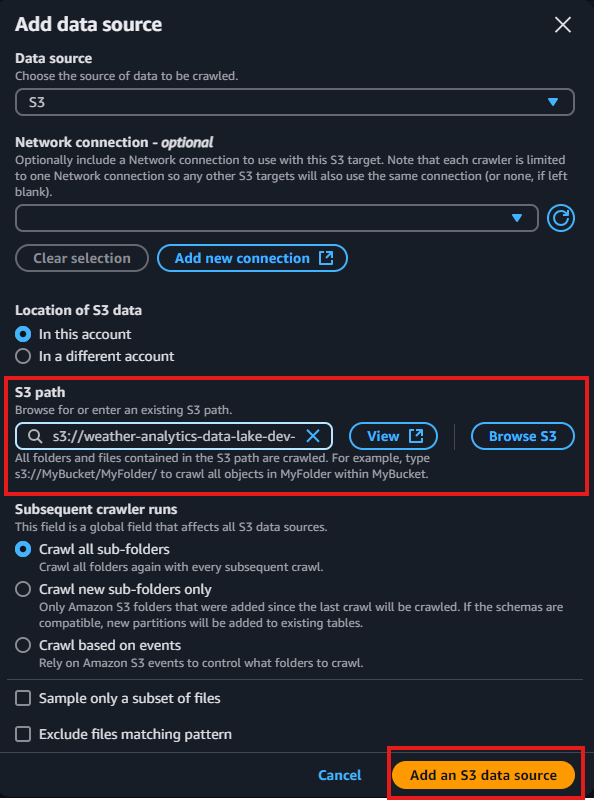 Add data source
Data source
Choose the source of data to be crawled.
S3
Network connection - optional
Optionally include a Network connection to use with this S3 target. Note that each crawler is limited
to one Network connection so any other S3 targets will also use the same connection (or none, if left
blank).
Clear selection
Add new connection
Location of S3 data
In this account
In a different account
S3 path
Browse for or enter an existing S3 path.
s3://weather-analytics-data-lake-dev-
View
Browse S3
All folders and files contained in the S3 path are crawled. For example, type
s3://MyBucket/MyFolder/ to crawl all objects in MyFolder within MyBucket.
Subsequent crawler runs
This field is a global field that affects all S3 data sources.
Crawl all sub-folders
Crawl all folders again with every subsequent crawl.
Crawl new sub-folders only
Only Amazon S3 folders that were added since the last crawl will be crawled. If the schemas are
compatible, new partitions will be added to existing tables.
Crawl based on events
Rely on Amazon S3 events to control what folders to crawl.
Sample only a subset of files
Exclude files matching pattern
Cancel
Add an S3 data source